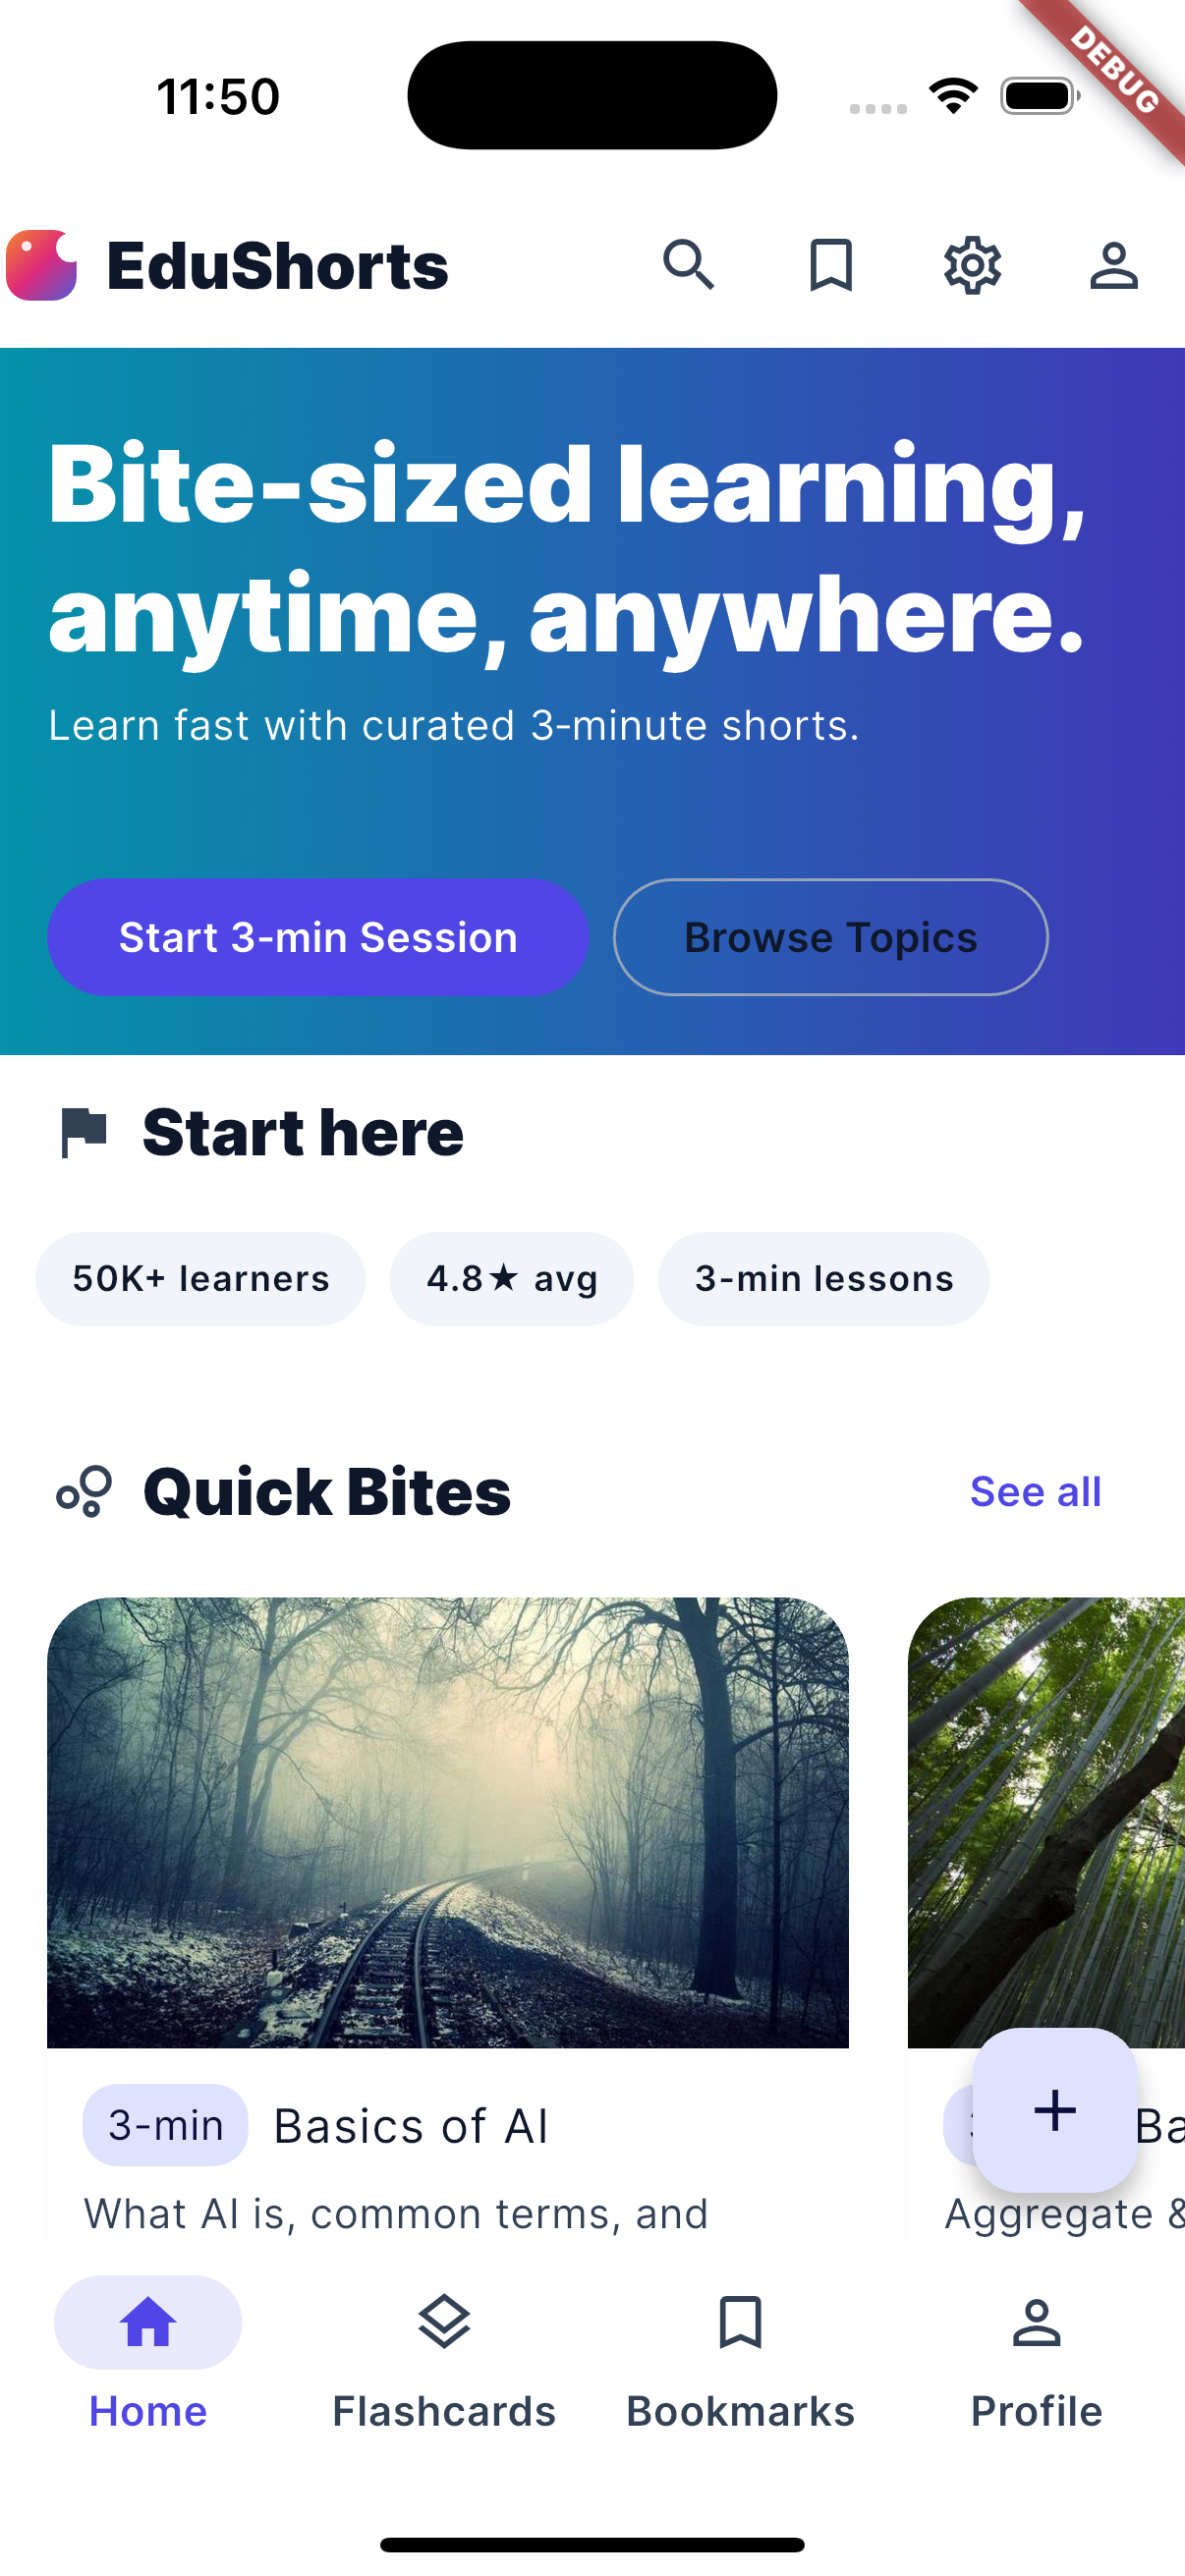 11:50
DEBUG
EduShorts
Bite-sized learning,
anytime, anywhere.
Learn fast with curated 3-minute shorts.
Start 3-min Session
Browse Topics
Start here
50K+ learners
4.8★ avg
3-min lessons
Quick Bites
See all
3-min
Basics of AI
What AI is, common terms, and
Aggregate &
Home
Flashcards
Bookmarks
Profile